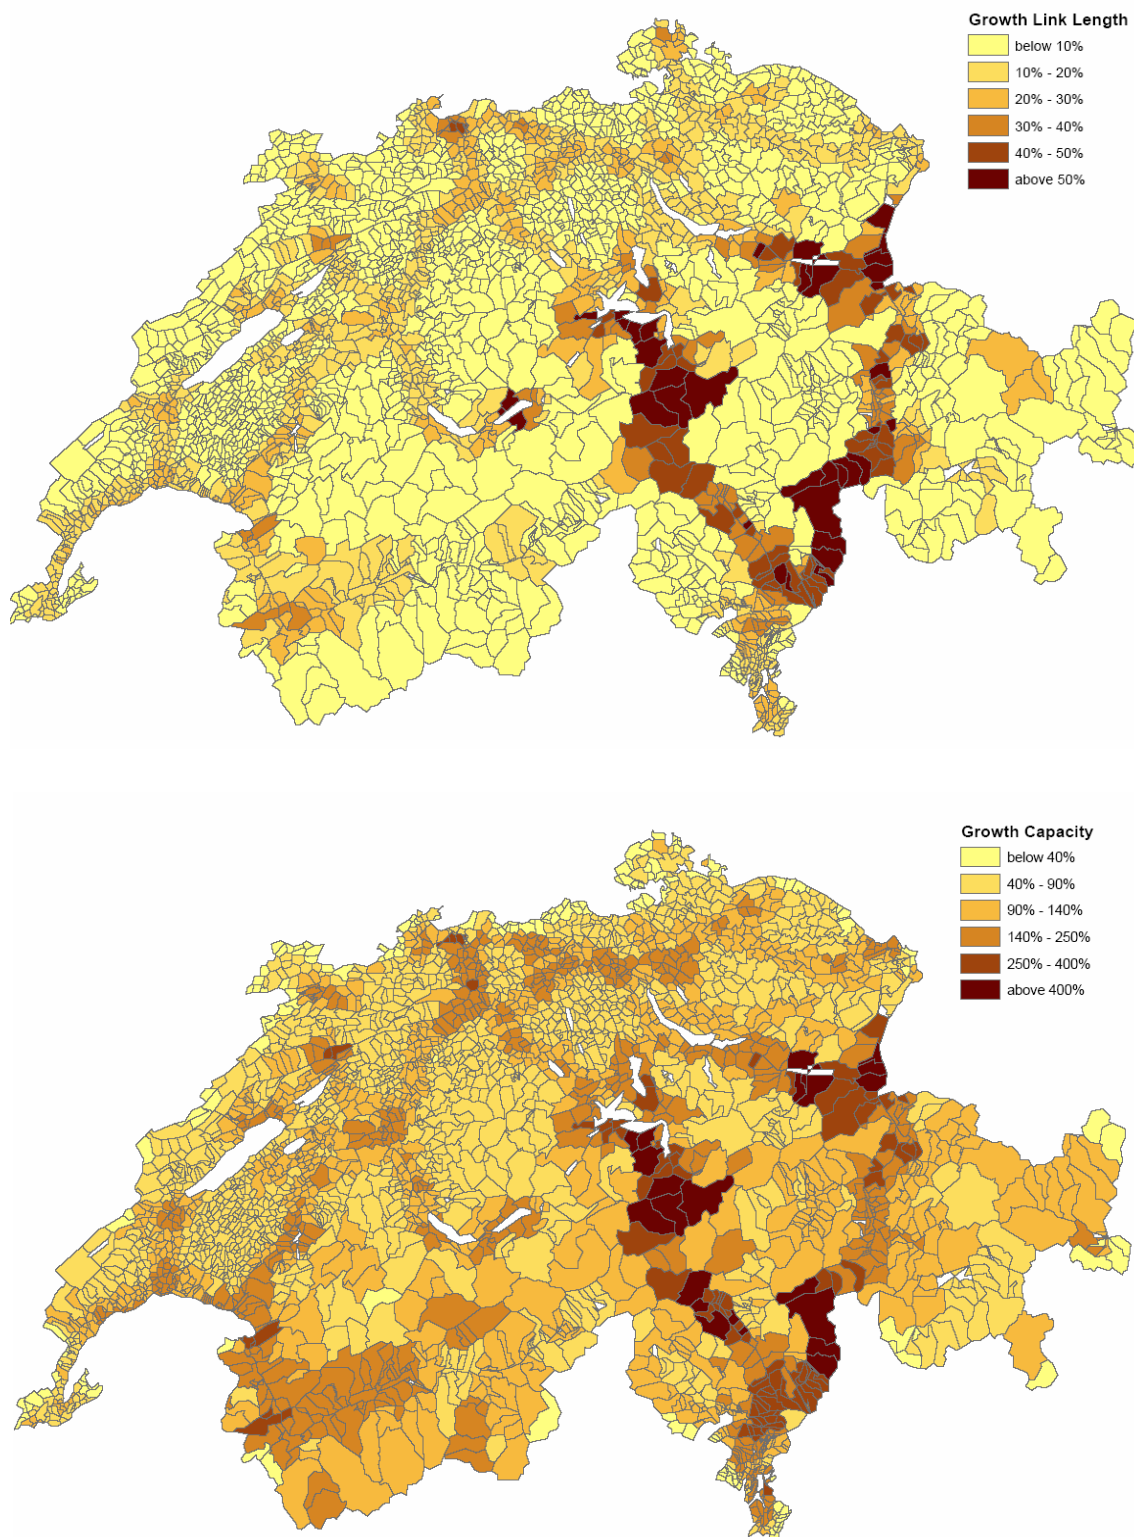 Growth Link Length
below 10%
10% - 20%
20% - 30%
30% - 40%
40% - 50%
above 50%
Growth Capacity
below 40%
40% - 90%
90% - 140%
140% - 250%
250% - 400%
above 400%